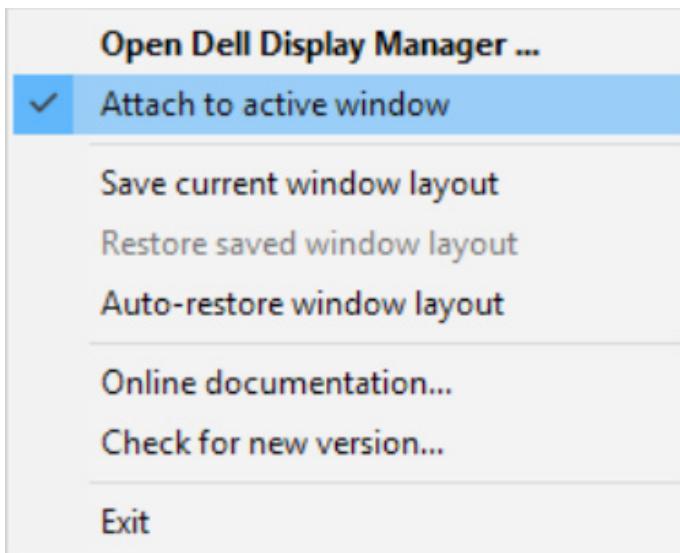 Open Dell Display Manager ...
Attach to active window
Save current window layout
Restore saved window layout
Auto-restore window layout
Online documentation...
Check for new version...
Exit